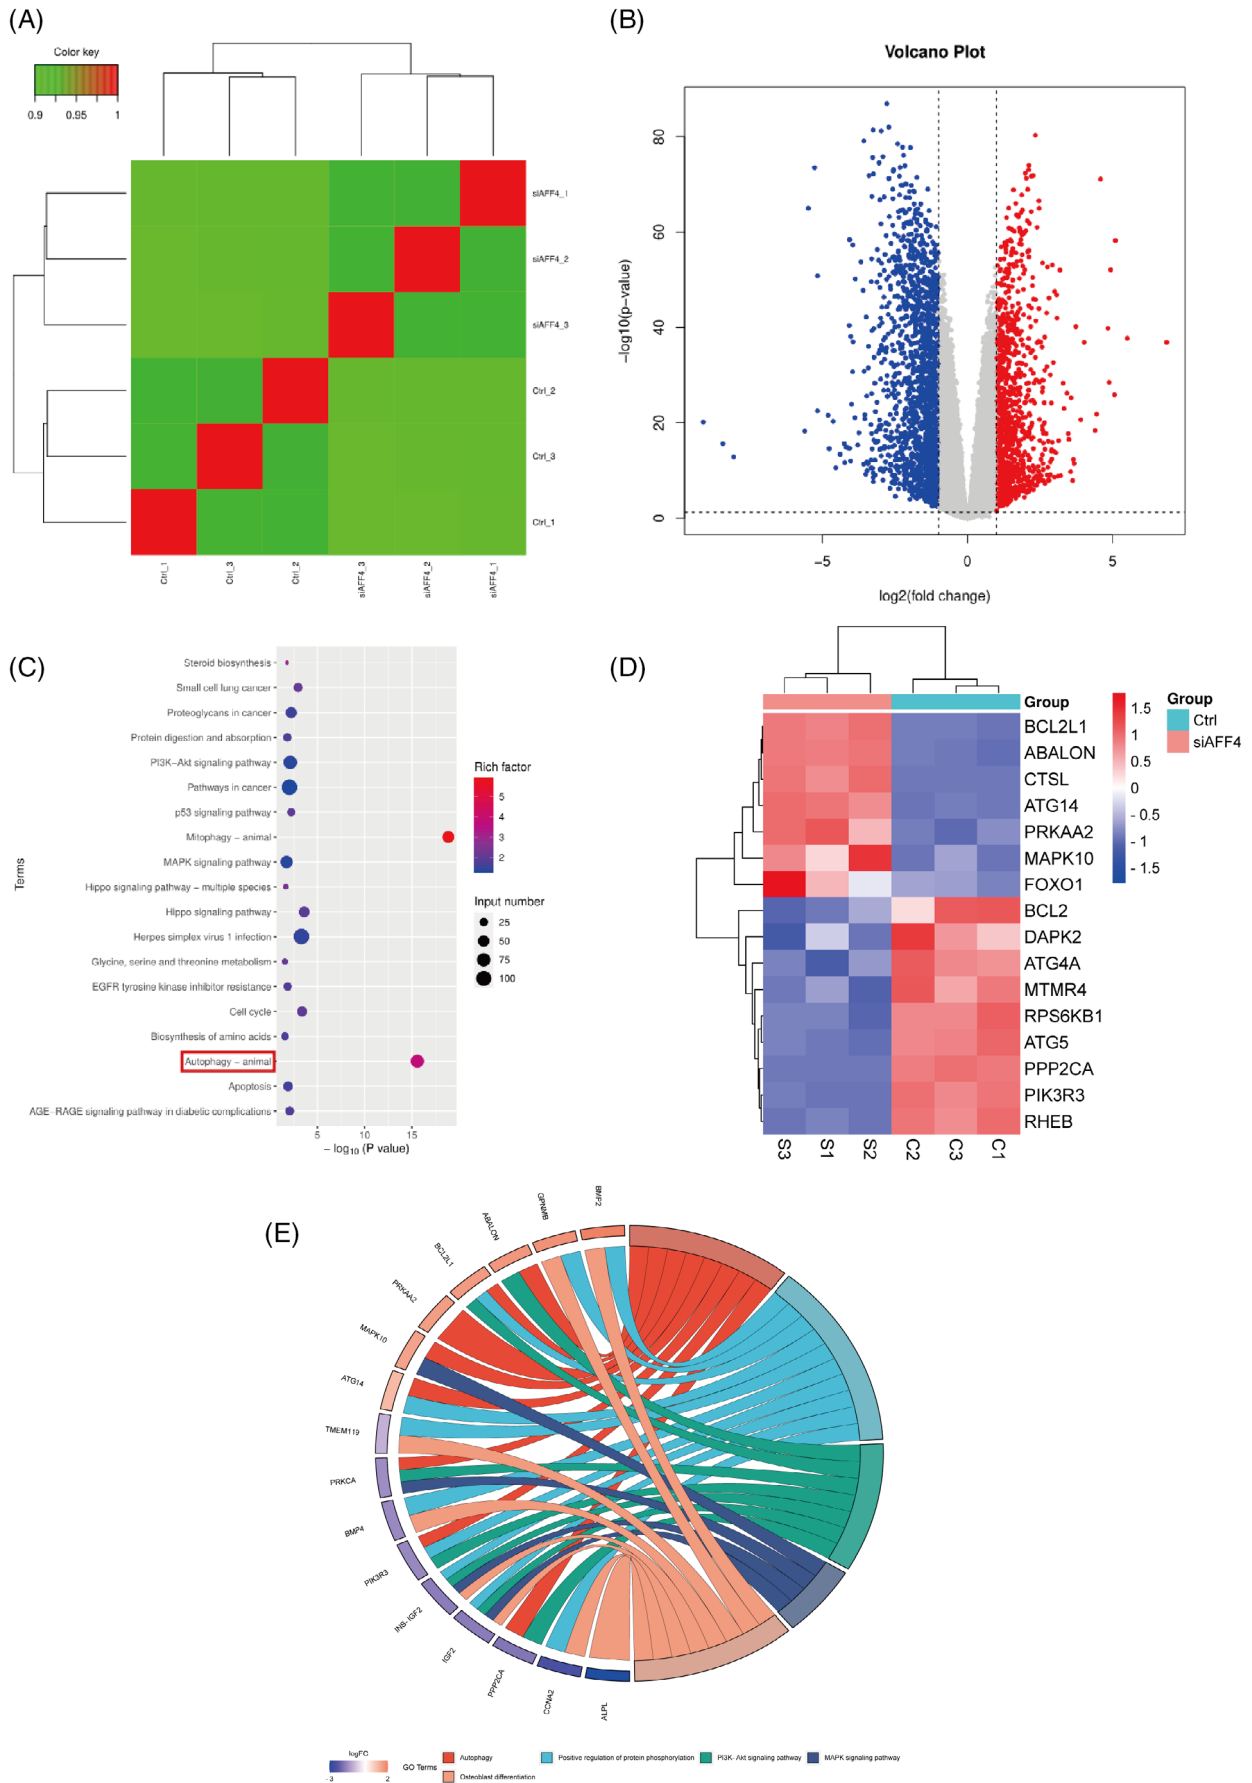 (A)
Color key
0.9 0.95 1
siAFF4_1
siAFF4_2
siAFF4_3
Ctrl_2
Ctrl_3
Ctrl_1
Ctrl_1 Ctrl_3 Ctrl_2 siAFF4_3 siAFF4_2 siAFF4_1
(B)
Volcano Plot
−log10(p−value)
80
60
40
20
0
−5 0 5
log2(fold change)
(C)
Terms
Steroid biosynthesis
Small cell lung cancer
Proteoglycans in cancer
Protein digestion and absorption
PI3K−Akt signaling pathway
Pathways in cancer
p53 signaling pathway
Mitophagy − animal
MAPK signaling pathway
Hippo signaling pathway − multiple species
Hippo signaling pathway
Herpes simplex virus 1 infection
Glycine, serine and threonine metabolism
EGFR tyrosine kinase inhibitor resistance
Cell cycle
Biosynthesis of amino acids
Autophagy − animal
Apoptosis
AGE−RAGE signaling pathway in diabetic complications
5 10 15
− log10 (P value)
Rich factor
5
4
3
2
Input number
25
50
75
100
(D)
Group
BCL2L1
ABALON
CTSL
ATG14
PRKAA2
MAPK10
FOXO1
BCL2
DAPK2
ATG4A
MTMR4
RPS6KB1
ATG5
PPP2CA
PIK3R3
RHEB
S3 S1 S2 C2 C3 C1
1.5
1
0.5
0
- 0.5
- 1
- 1.5
Group
Ctrl
siAFF4
(E)
BMP2
GPNMB
ABALON
BCL2L1
PRKAA2
MAPK10
ATG14
TMEM119
PRKCA
BMP4
PIK3R3
INS- IGF2
IGF2
PPP2CA
CCNA2
ALPL
logFC
- 3 2
GO Terms
Autophagy
Positive regulation of protein phosphorylation
PI3K- Akt signaling pathway
MAPK signaling pathway
Osteoblast differentiation